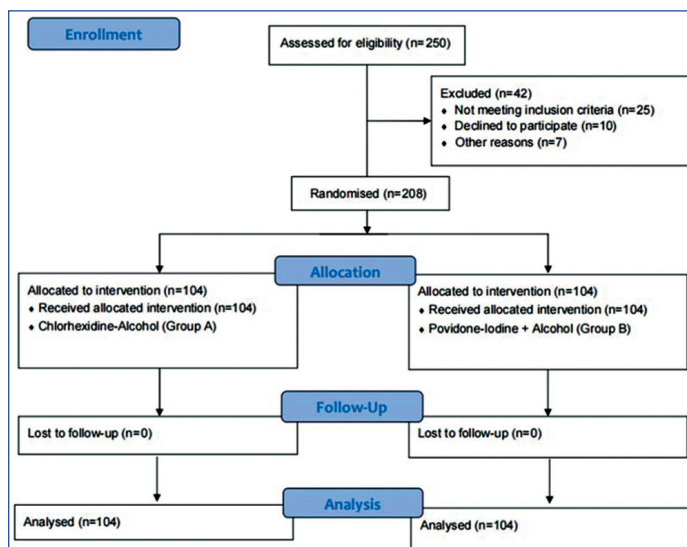 Enrollment
Assessed for eligibility (n=250)
Excluded (n=42)
♦ Not meeting inclusion criteria (n=25)
♦ Declined to participate (n=10)
♦ Other reasons (n=7)
Randomised (n=208)
Allocation
Allocated to intervention (n=104)
♦ Received allocated intervention (n=104)
♦ Chlorhexidine-Alcohol (Group A)
Allocated to intervention (n=104)
♦ Received allocated intervention (n=104)
♦ Povidone-Iodine + Alcohol (Group B)
Follow-Up
Lost to follow-up (n=0)
Lost to follow-up (n=0)
Analysis
Analysed (n=104)
Analysed (n=104)